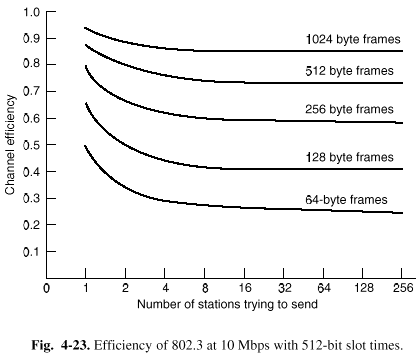 1.0
0.9
0.8
0.7
0.6
0.5
0.4
0.3
0.2
0.1
Channel efficiency
1024 byte frames
512 byte frames
256 byte frames
128 byte frames
64-byte frames
0 1 2 4 8 16 32 64 128 256
Number of stations trying to send
Fig. 4-23. Efficiency of 802.3 at 10 Mbps with 512-bit slot times.